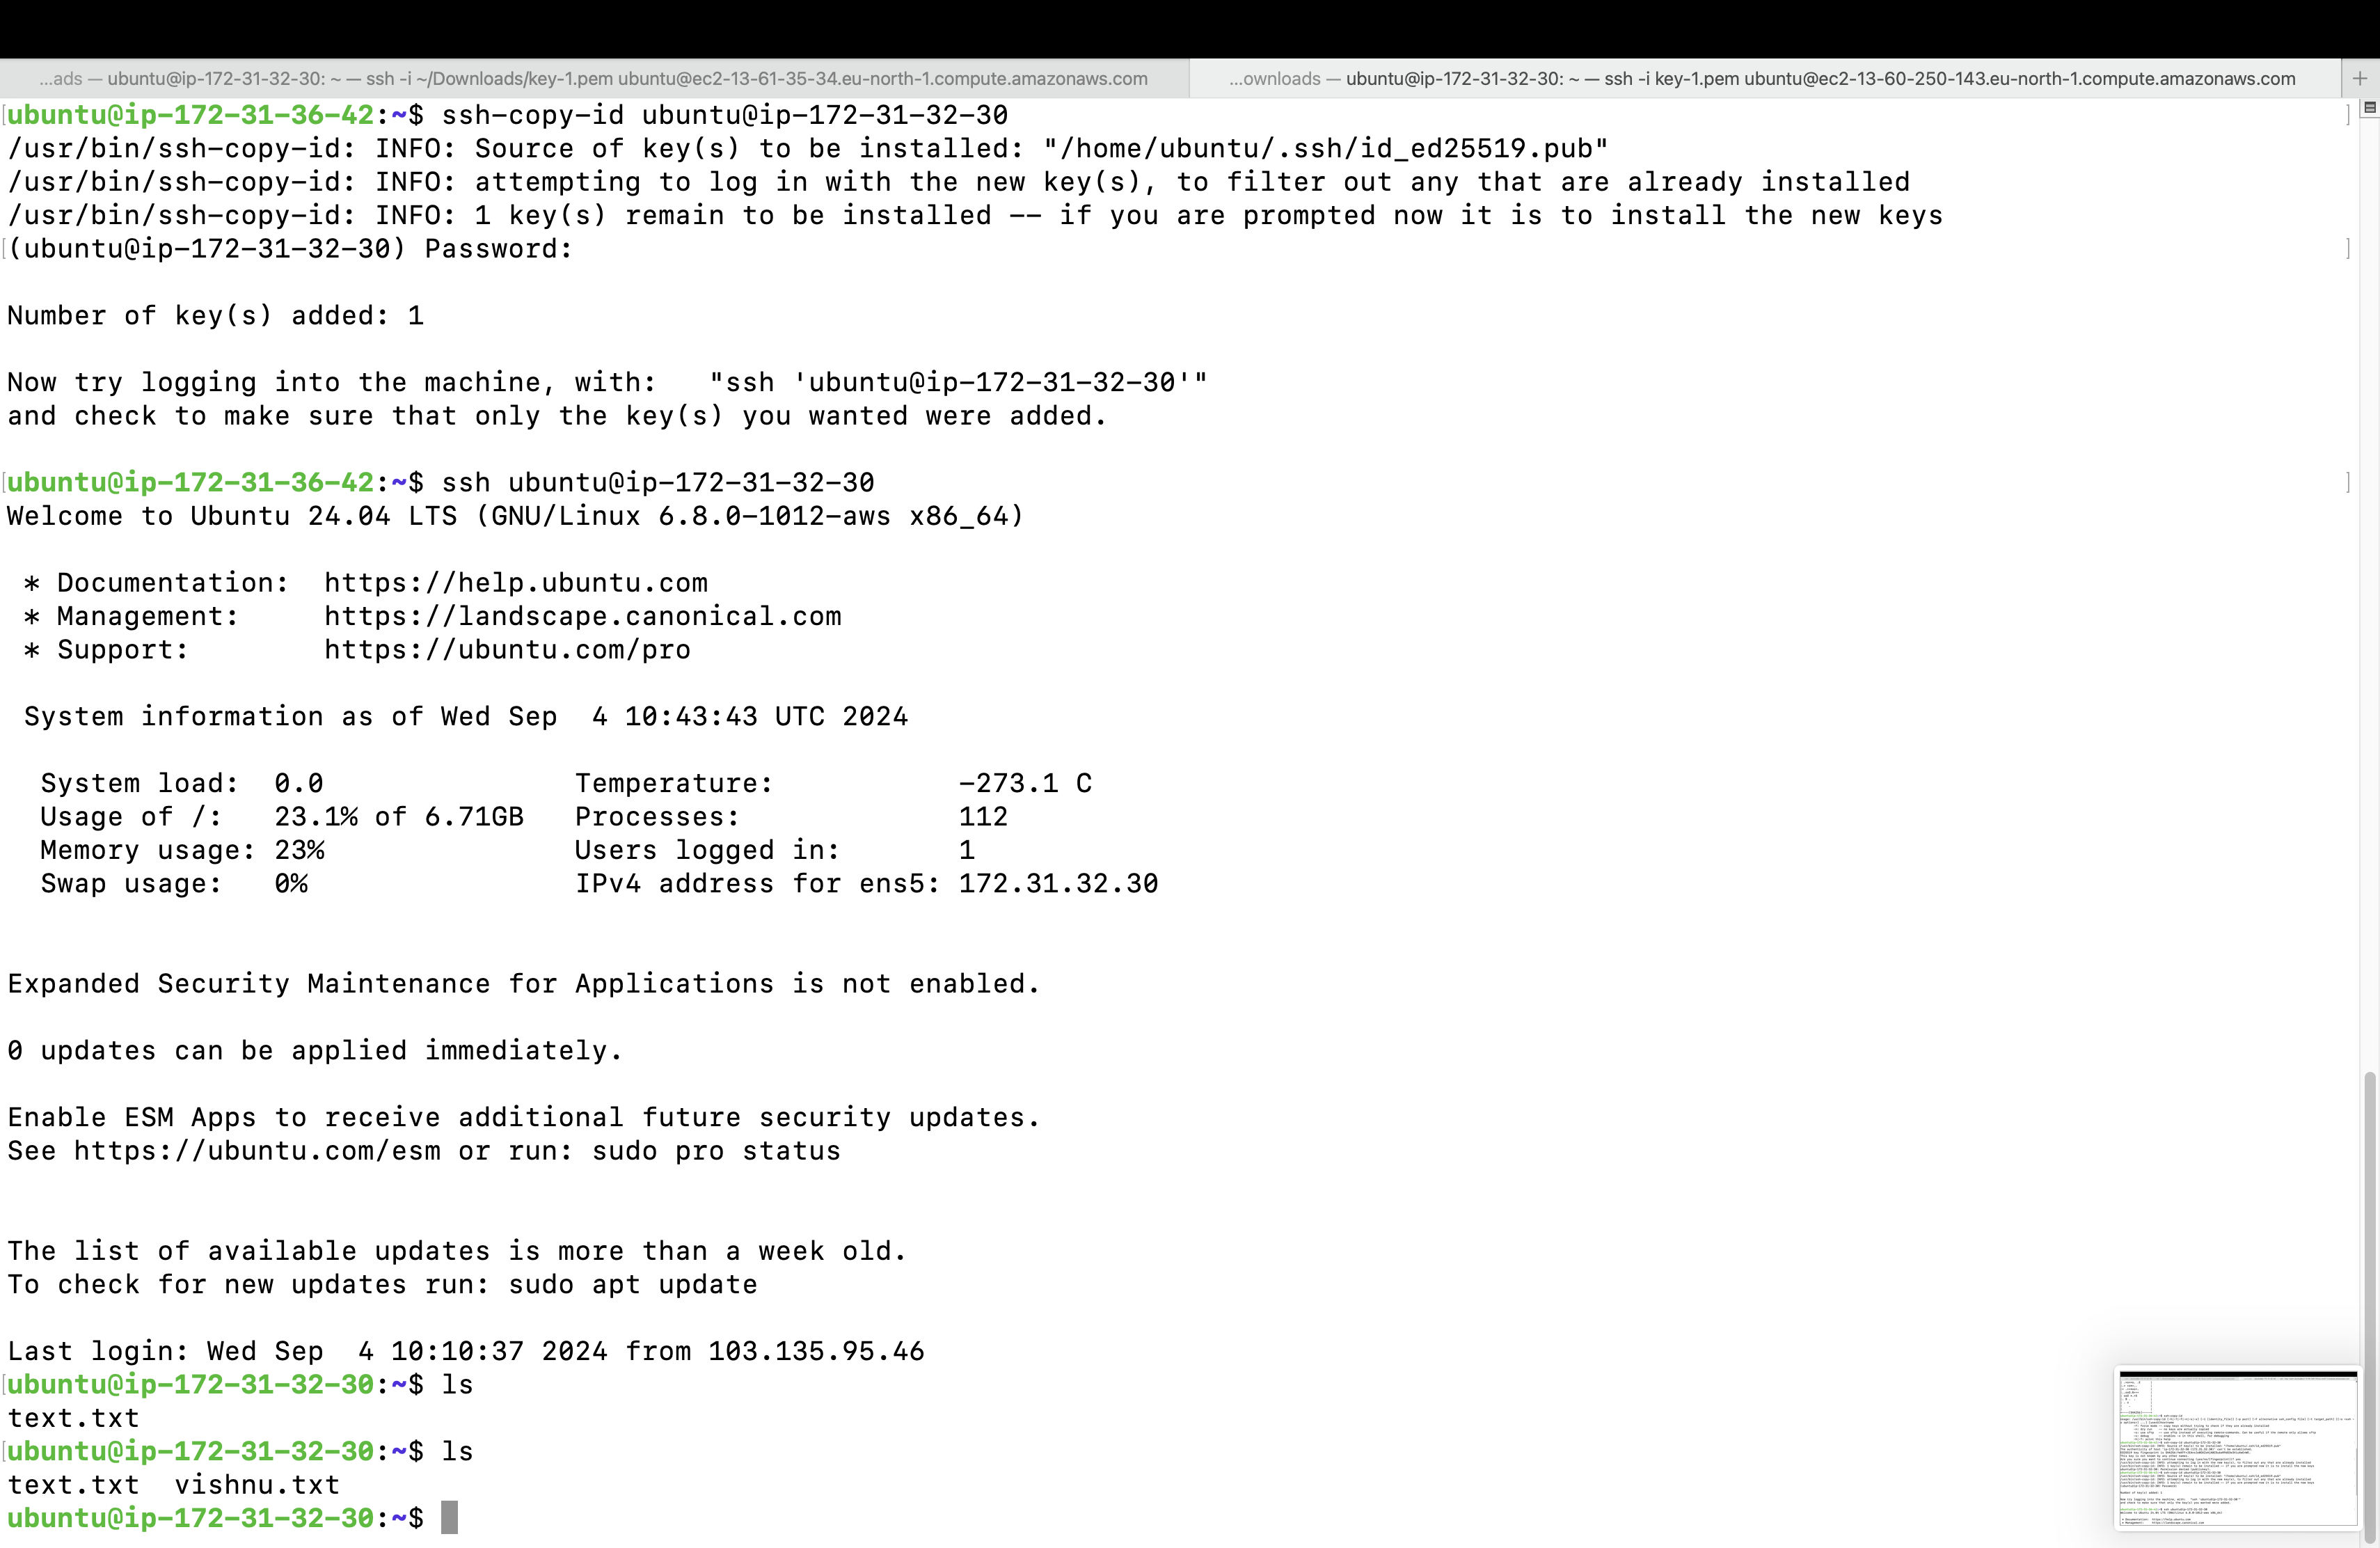 ...ads — ubuntu@ip-172-31-32-30: ~ — ssh -i ~/Downloads/key-1.pem ubuntu@ec2-13-61-35-34.eu-north-1.compute.amazonaws.com
...ownloads — ubuntu@ip-172-31-32-30: ~ — ssh -i key-1.pem ubuntu@ec2-13-60-250-143.eu-north-1.compute.amazonaws.com
ubuntu@ip-172-31-36-42:~$ ssh-copy-id ubuntu@ip-172-31-32-30
/usr/bin/ssh-copy-id: INFO: Source of key(s) to be installed: "/home/ubuntu/.ssh/id_ed25519.pub"
/usr/bin/ssh-copy-id: INFO: attempting to log in with the new key(s), to filter out any that are already installed
/usr/bin/ssh-copy-id: INFO: 1 key(s) remain to be installed -- if you are prompted now it is to install the new keys
(ubuntu@ip-172-31-32-30) Password:
Number of key(s) added: 1
Now try logging into the machine, with:   "ssh 'ubuntu@ip-172-31-32-30'"
and check to make sure that only the key(s) you wanted were added.
ubuntu@ip-172-31-36-42:~$ ssh ubuntu@ip-172-31-32-30
Welcome to Ubuntu 24.04 LTS (GNU/Linux 6.8.0-1012-aws x86_64)
* Documentation:  https://help.ubuntu.com
* Management:     https://landscape.canonical.com
* Support:        https://ubuntu.com/pro
System information as of Wed Sep  4 10:43:43 UTC 2024
System load:  0.0               Temperature:           -273.1 C
Usage of /:   23.1% of 6.71GB   Processes:             112
Memory usage: 23%               Users logged in:       1
Swap usage:   0%                IPv4 address for ens5: 172.31.32.30
Expanded Security Maintenance for Applications is not enabled.
0 updates can be applied immediately.
Enable ESM Apps to receive additional future security updates.
See https://ubuntu.com/esm or run: sudo pro status
The list of available updates is more than a week old.
To check for new updates run: sudo apt update
Last login: Wed Sep  4 10:10:37 2024 from 103.135.95.46
ubuntu@ip-172-31-32-30:~$ ls
text.txt
ubuntu@ip-172-31-32-30:~$ ls
text.txt  vishnu.txt
ubuntu@ip-172-31-32-30:~$